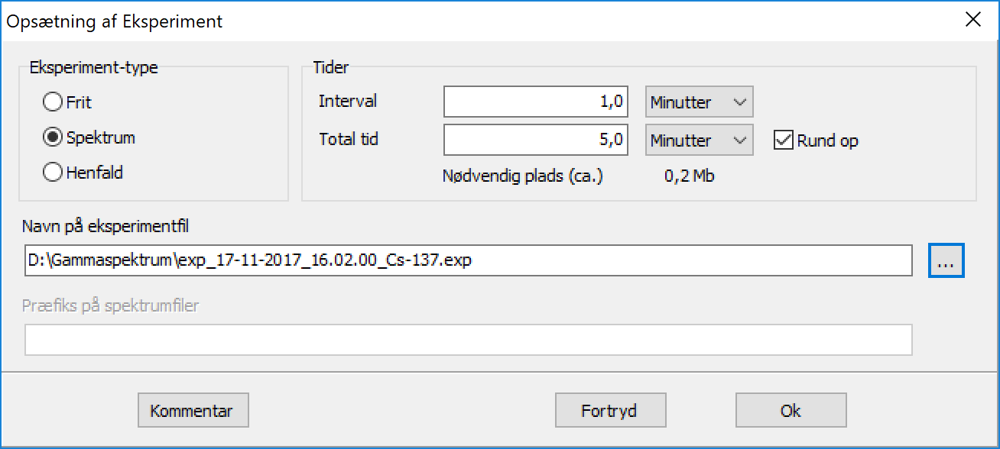 Opsætning af Eksperiment
Eksperiment-type
Frit
Spektrum
Henfald
Tider
Interval 1,0 Minutter
Total tid 5,0 Minutter Rund op
Nødvendig plads (ca.) 0,2 Mb
Navn på eksperimentfil
D:\Gammaspektrum\exp_17-11-2017_16.02.00_Cs-137.exp ...
Præfiks på spektrumfiler
Kommentar Fortryd Ok